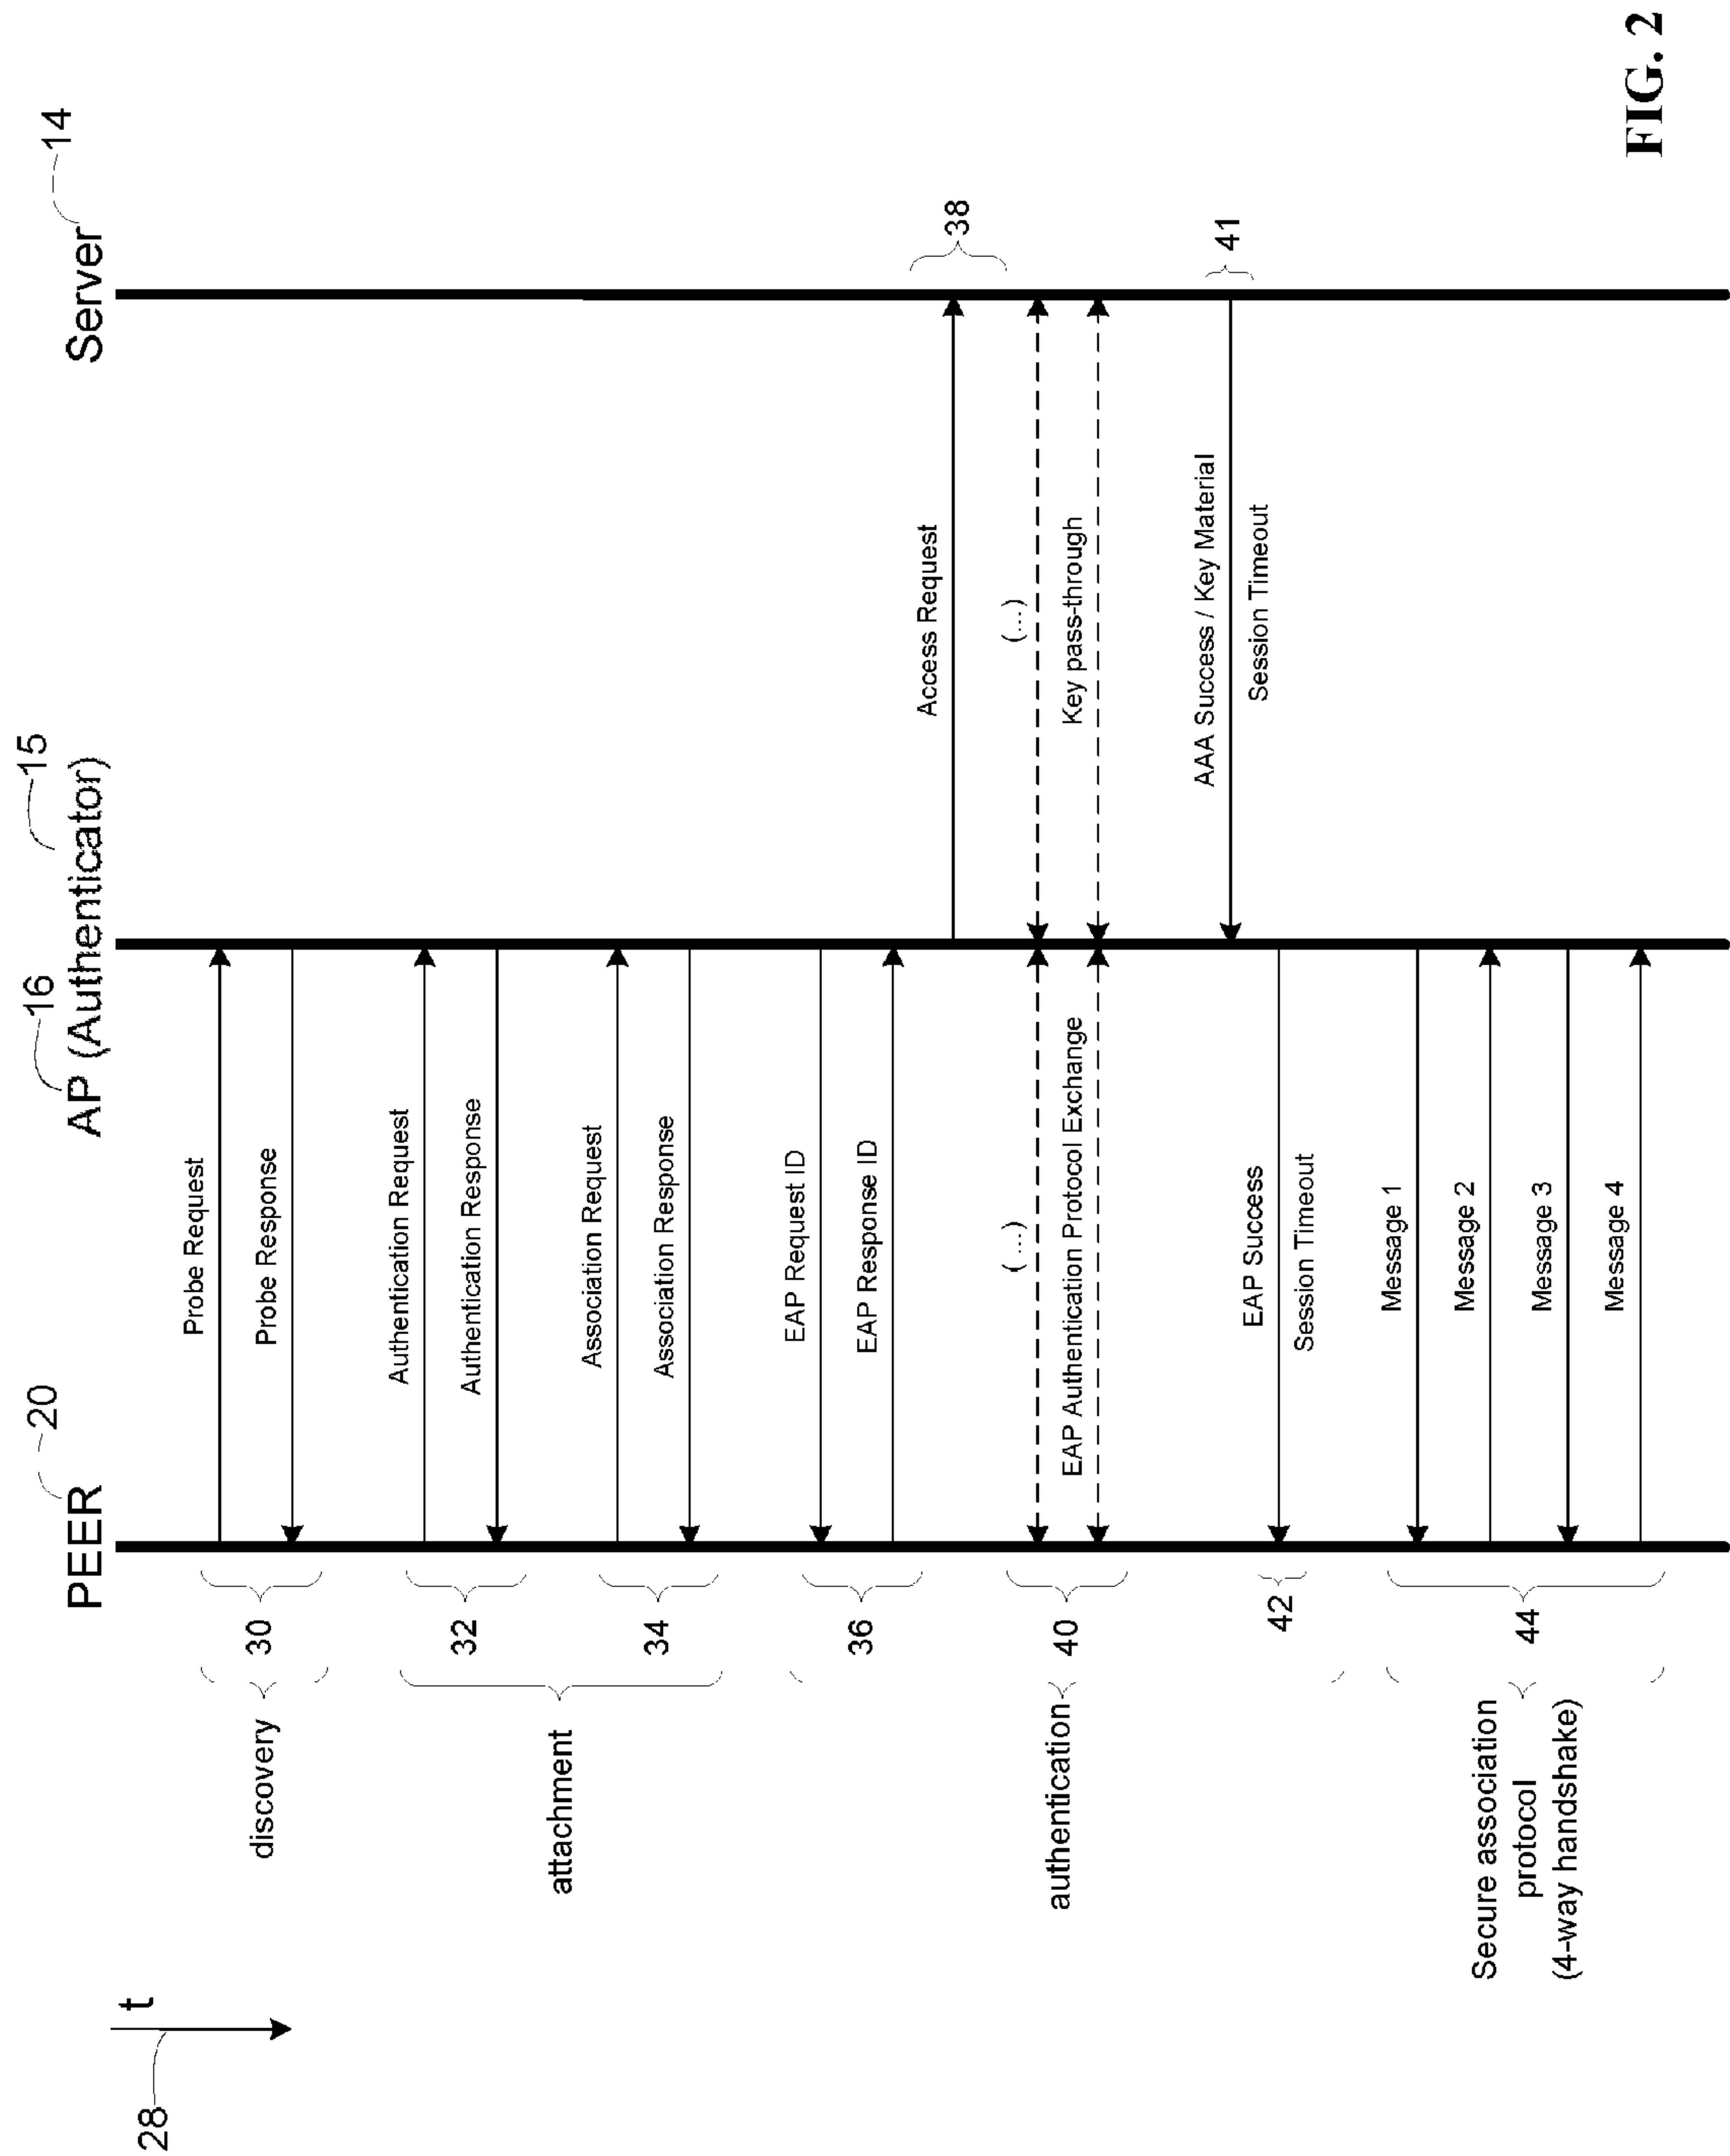 28
t
PEER
20
16
15
AP (Authenticator)
Server
14
discovery
30
Probe Request
Probe Response
attachment
32
Authentication Request
Authentication Response
34
Association Request
Association Response
authentication
36
EAP Request ID
EAP Response ID
Access Request
38
40
(...)
(...)
EAP Authentication Protocol Exchange
Key pass-through
AAA Success / Key Material
41
Session Timeout
42
EAP Success
Session Timeout
Secure association
protocol
(4-way handshake)
44
Message 1
Message 2
Message 3
Message 4
FIG. 2